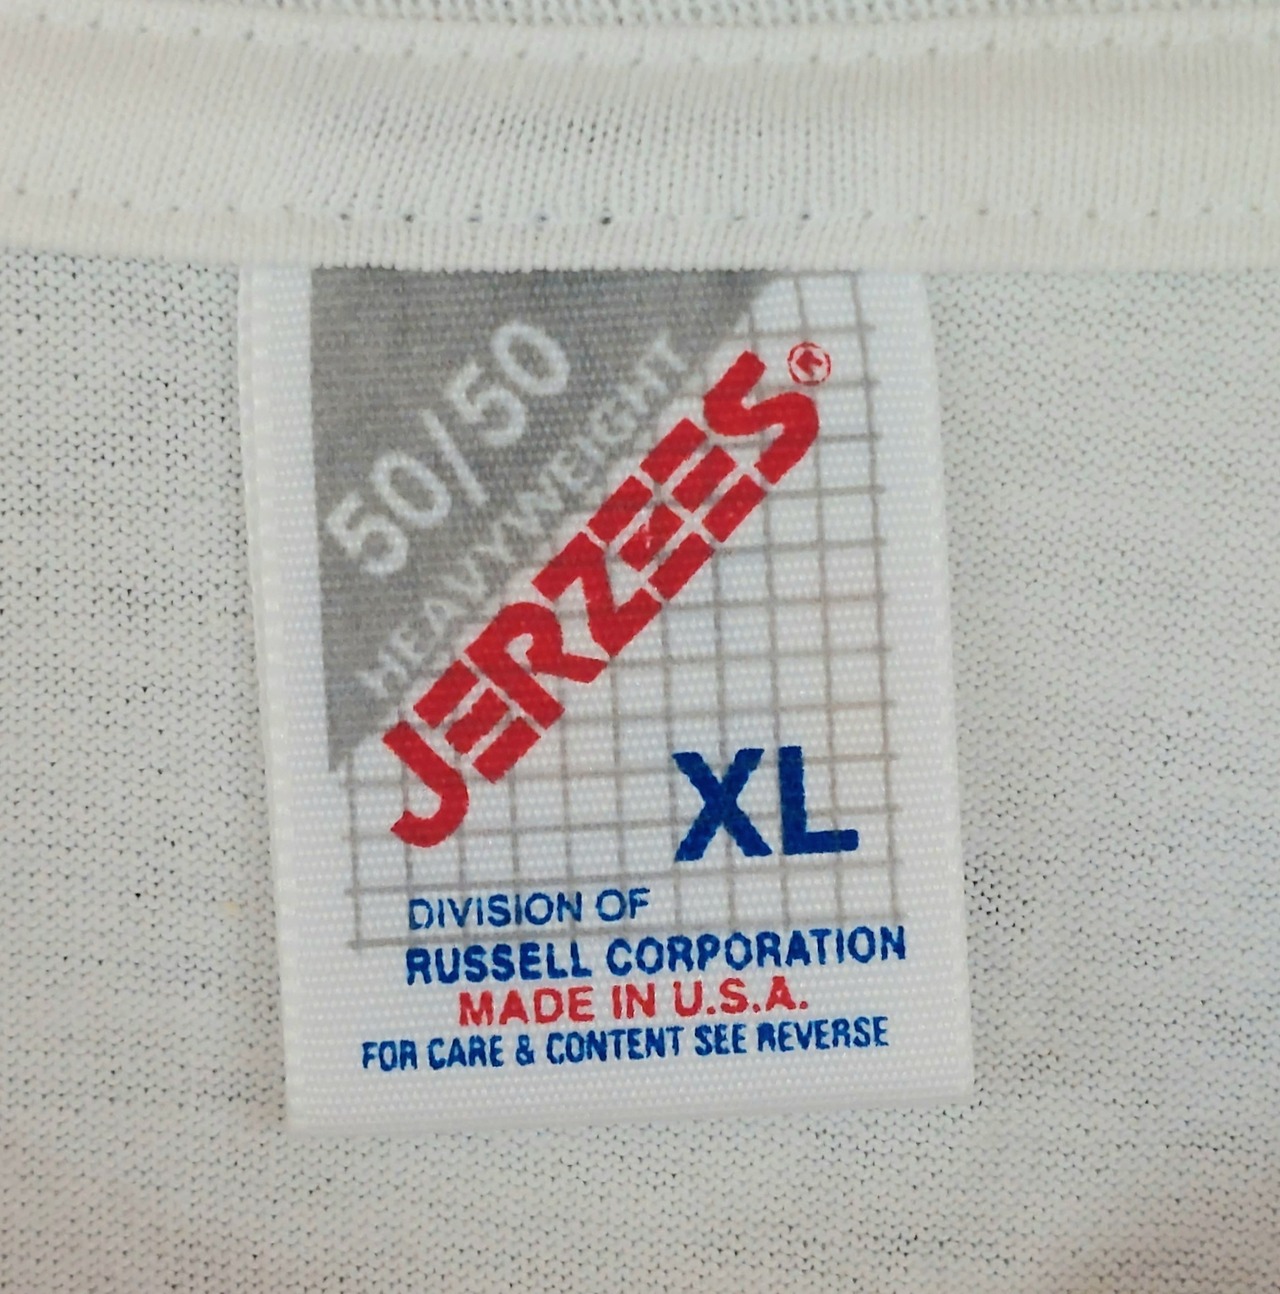 50/50
HEAVYWEIGHT
JERZEES®
XL
DIVISION OF
RUSSELL CORPORATION
MADE IN U.S.A.
FOR CARE & CONTENT SEE REVERSE